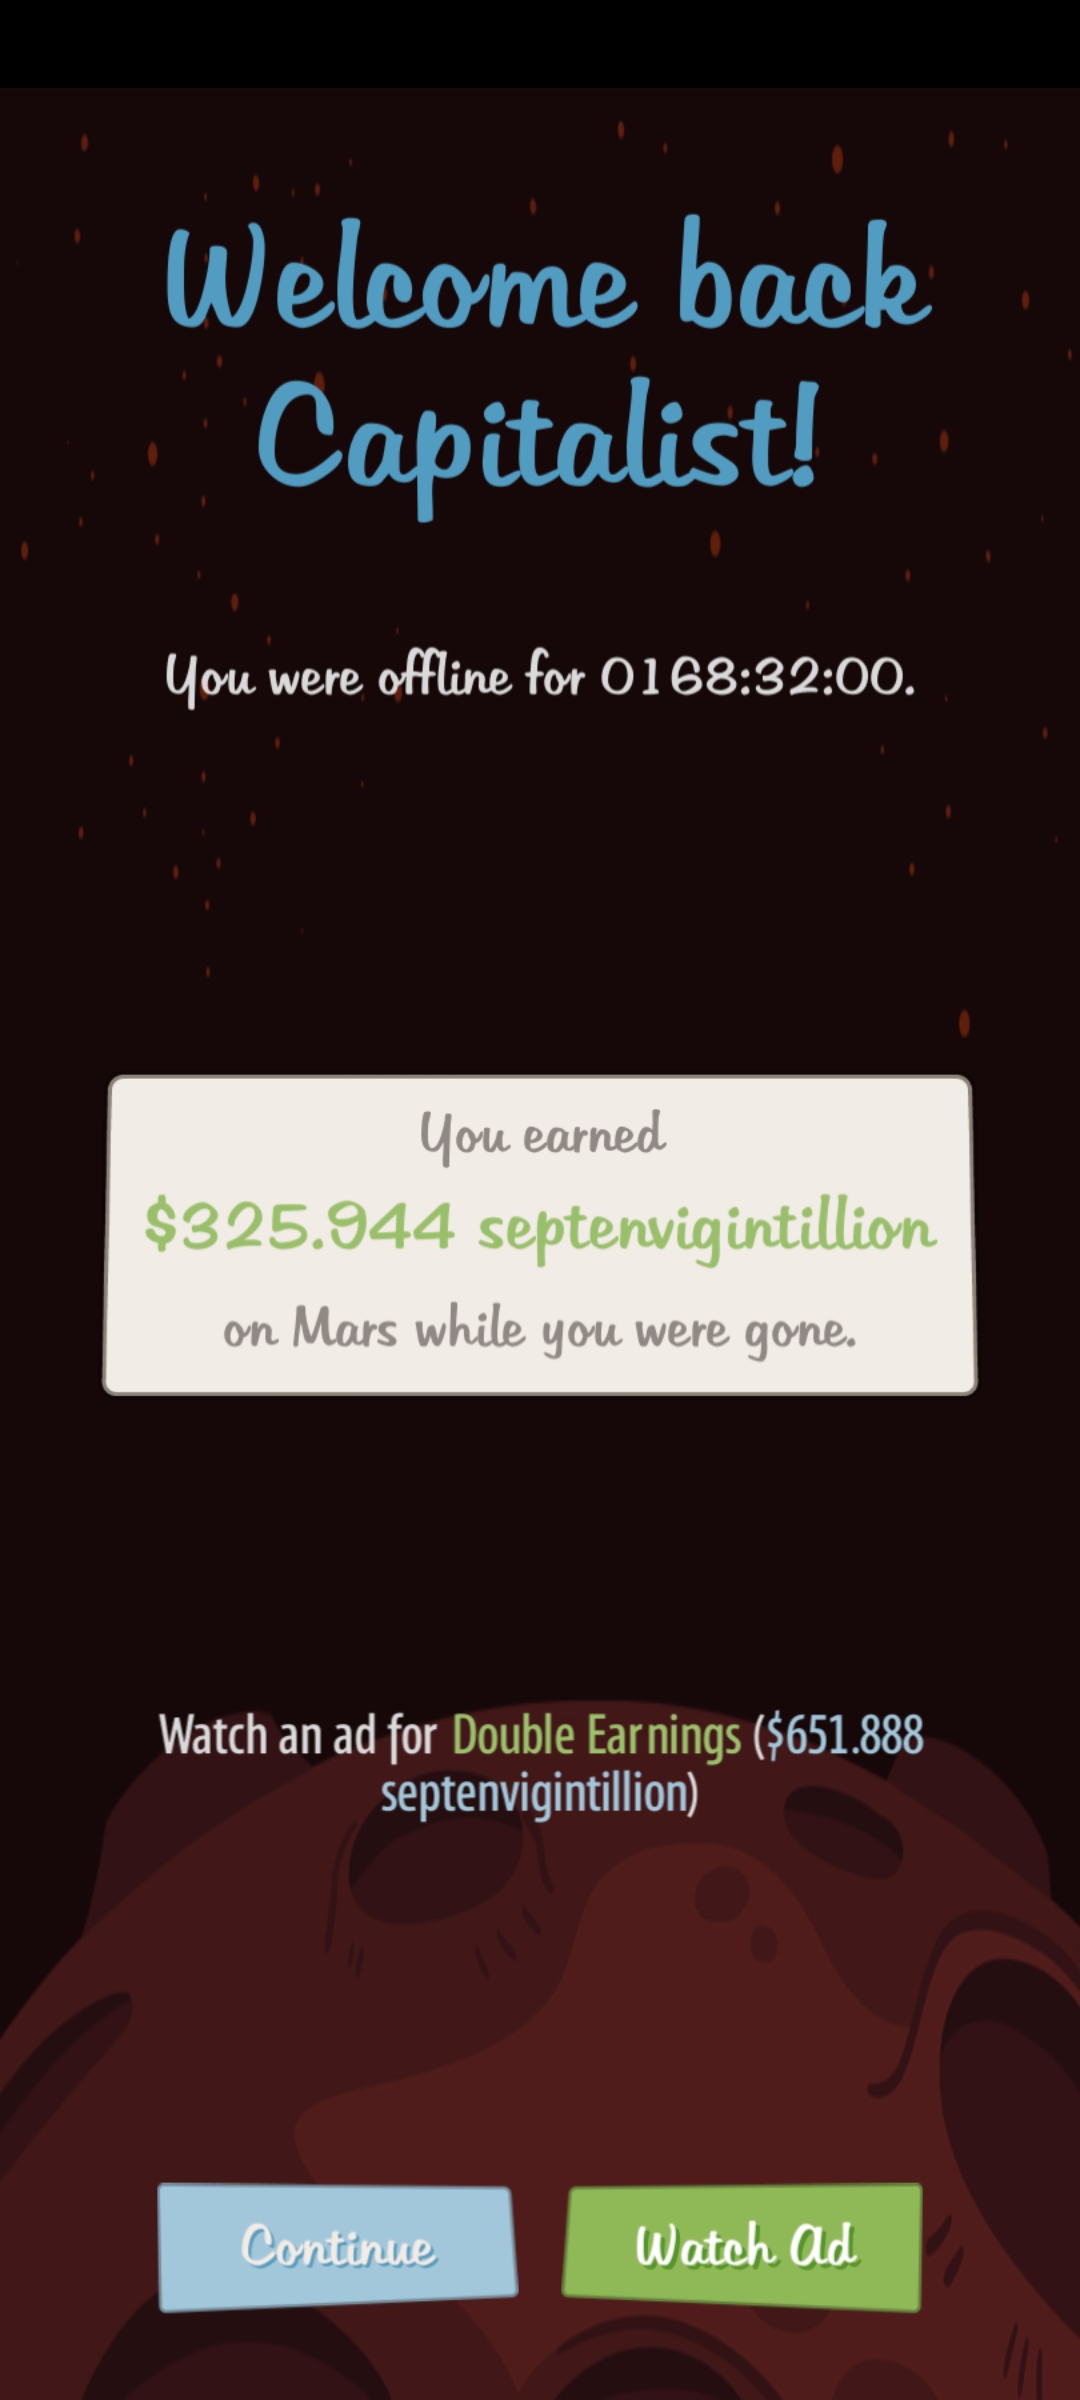 Welcome back
Capitalist!
You were offline for 0168:32:00.
You earned
$325.944 septenvigintillion
on Mars while you were gone.
Watch an ad for Double Earnings ($651.888
septenvigintillion)
Continue
Watch Ad